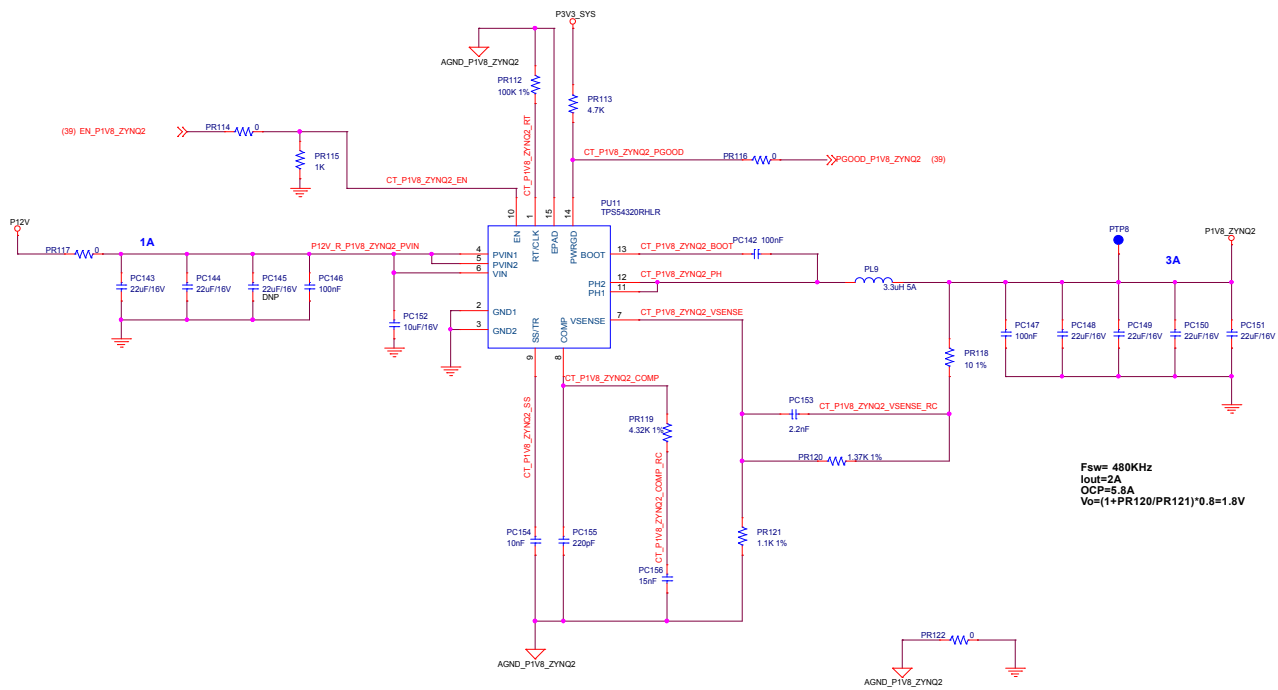 P3V3_SYS
AGND_P1V8_ZYNQ2
PR112
100K 1%
PR113
4.7K
CT_P1V8_ZYNQ2_RT
(39) EN_P1V8_ZYNQ2
PR114 0
PR115
1K
CT_P1V8_ZYNQ2_EN
CT_P1V8_ZYNQ2_PGOOD
PR116 0
PGOOD_P1V8_ZYNQ2 (39)
PU11
TPS54320RHLR
10
1
15
14
EN
RT/CLK
EPAD
PWRGD
P12V
PR117 0
1A
P12V_R_P1V8_ZYNQ2_PVIN
4
5
6
PVIN1
PVIN2
VIN
2
3
GND1
GND2
SS/TR
COMP
9
8
BOOT
PH2
PH1
VSENSE
13
12
11
7
CT_P1V8_ZYNQ2_BOOT
PC142 100nF
CT_P1V8_ZYNQ2_PH
CT_P1V8_ZYNQ2_VSENSE
PL9
3.3uH 5A
PTP8
3A
P1V8_ZYNQ2
PC143
22uF/16V
PC144
22uF/16V
PC145
22uF/16V
DNP
PC146
100nF
PC152
10uF/16V
PC147
100nF
PC148
22uF/16V
PC149
22uF/16V
PC150
22uF/16V
PC151
22uF/16V
PR118
10 1%
CT_P1V8_ZYNQ2_COMP
CT_P1V8_ZYNQ2_SS
PR119
4.32K 1%
CT_P1V8_ZYNQ2_COMP_RC
PC153
2.2nF
CT_P1V8_ZYNQ2_VSENSE_RC
PR120 1.37K 1%
PR121
1.1K 1%
PC154
10nF
PC155
220pF
PC156
15nF
AGND_P1V8_ZYNQ2
Fsw= 480KHz
Iout=2A
OCP=5.8A
Vo=(1+PR120/PR121)*0.8=1.8V
PR122 0
AGND_P1V8_ZYNQ2